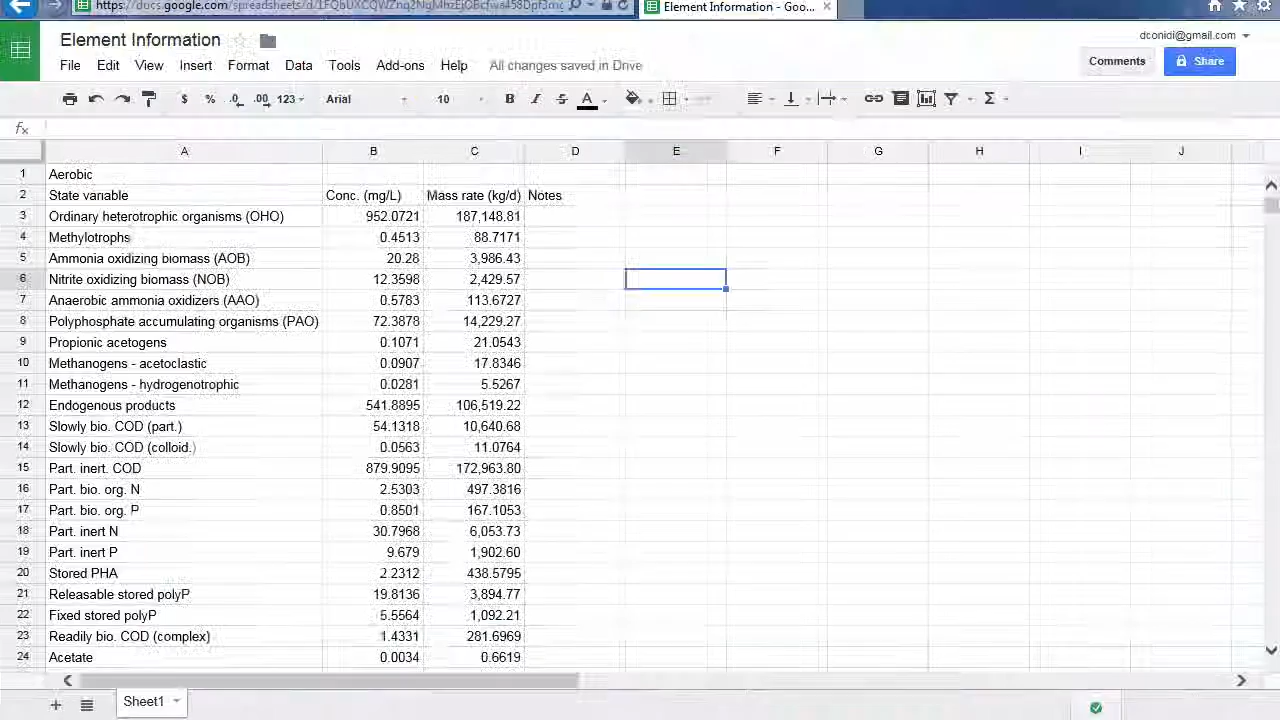 Element Information - Goo...
Element Information
dconidi@gmail.com
File Edit View Insert Format Data Tools Add-ons Help All changes saved in Drive
Comments Share
$ % .0 .00 123 Arial 10 B I S A Σ
fx
A B C D E F G H I J
1 Aerobic
2 State variable Conc. (mg/L) Mass rate (kg/d) Notes
3 Ordinary heterotrophic organisms (OHO) 952.0721 187,148.81
4 Methylotrophs 0.4513 88.7171
5 Ammonia oxidizing biomass (AOB) 20.28 3,986.43
6 Nitrite oxidizing biomass (NOB) 12.3598 2,429.57
7 Anaerobic ammonia oxidizers (AAO) 0.5783 113.6727
8 Polyphosphate accumulating organisms (PAO) 72.3878 14,229.27
9 Propionic acetogens 0.1071 21.0543
10 Methanogens - acetoclastic 0.0907 17.8346
11 Methanogens - hydrogenotrophic 0.0281 5.5267
12 Endogenous products 541.8895 106,519.22
13 Slowly bio. COD (part.) 54.1318 10,640.68
14 Slowly bio. COD (colloid.) 0.0563 11.0764
15 Part. inert. COD 879.9095 172,963.80
16 Part. bio. org. N 2.5303 497.3816
17 Part. bio. org. P 0.8501 167.1053
18 Part. inert N 30.7968 6,053.73
19 Part. inert P 9.679 1,902.60
20 Stored PHA 2.2312 438.5795
21 Releasable stored polyP 19.8136 3,894.77
22 Fixed stored polyP 5.5564 1,092.21
23 Readily bio. COD (complex) 1.4331 281.6969
24 Acetate 0.0034 0.6619
Sheet1